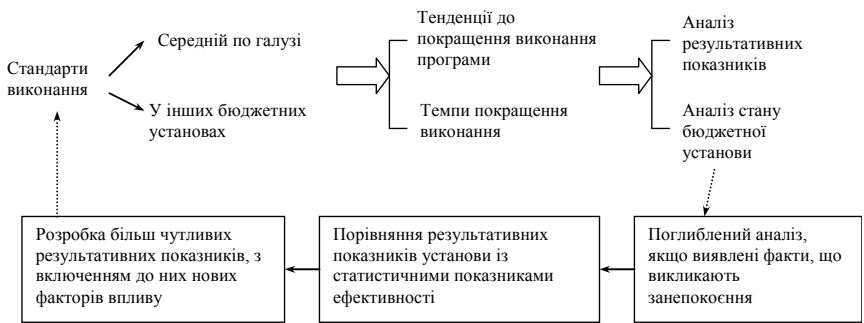 Стандарти
виконання
Середній по галузі
У інших бюджетних
установах
Тенденції до
покращення виконання
програми
Темпи покращення
виконання
Аналіз
результативних
показників
Аналіз стану
бюджетної
установи
Розробка більш чутливих
результативних показників, з
включенням до них нових
факторів впливу
Порівняння результативних
показників установи із
статистичними показниками
ефективності
Поглиблений аналіз,
якщо виявлені факти, що
викликають
занепокоєння